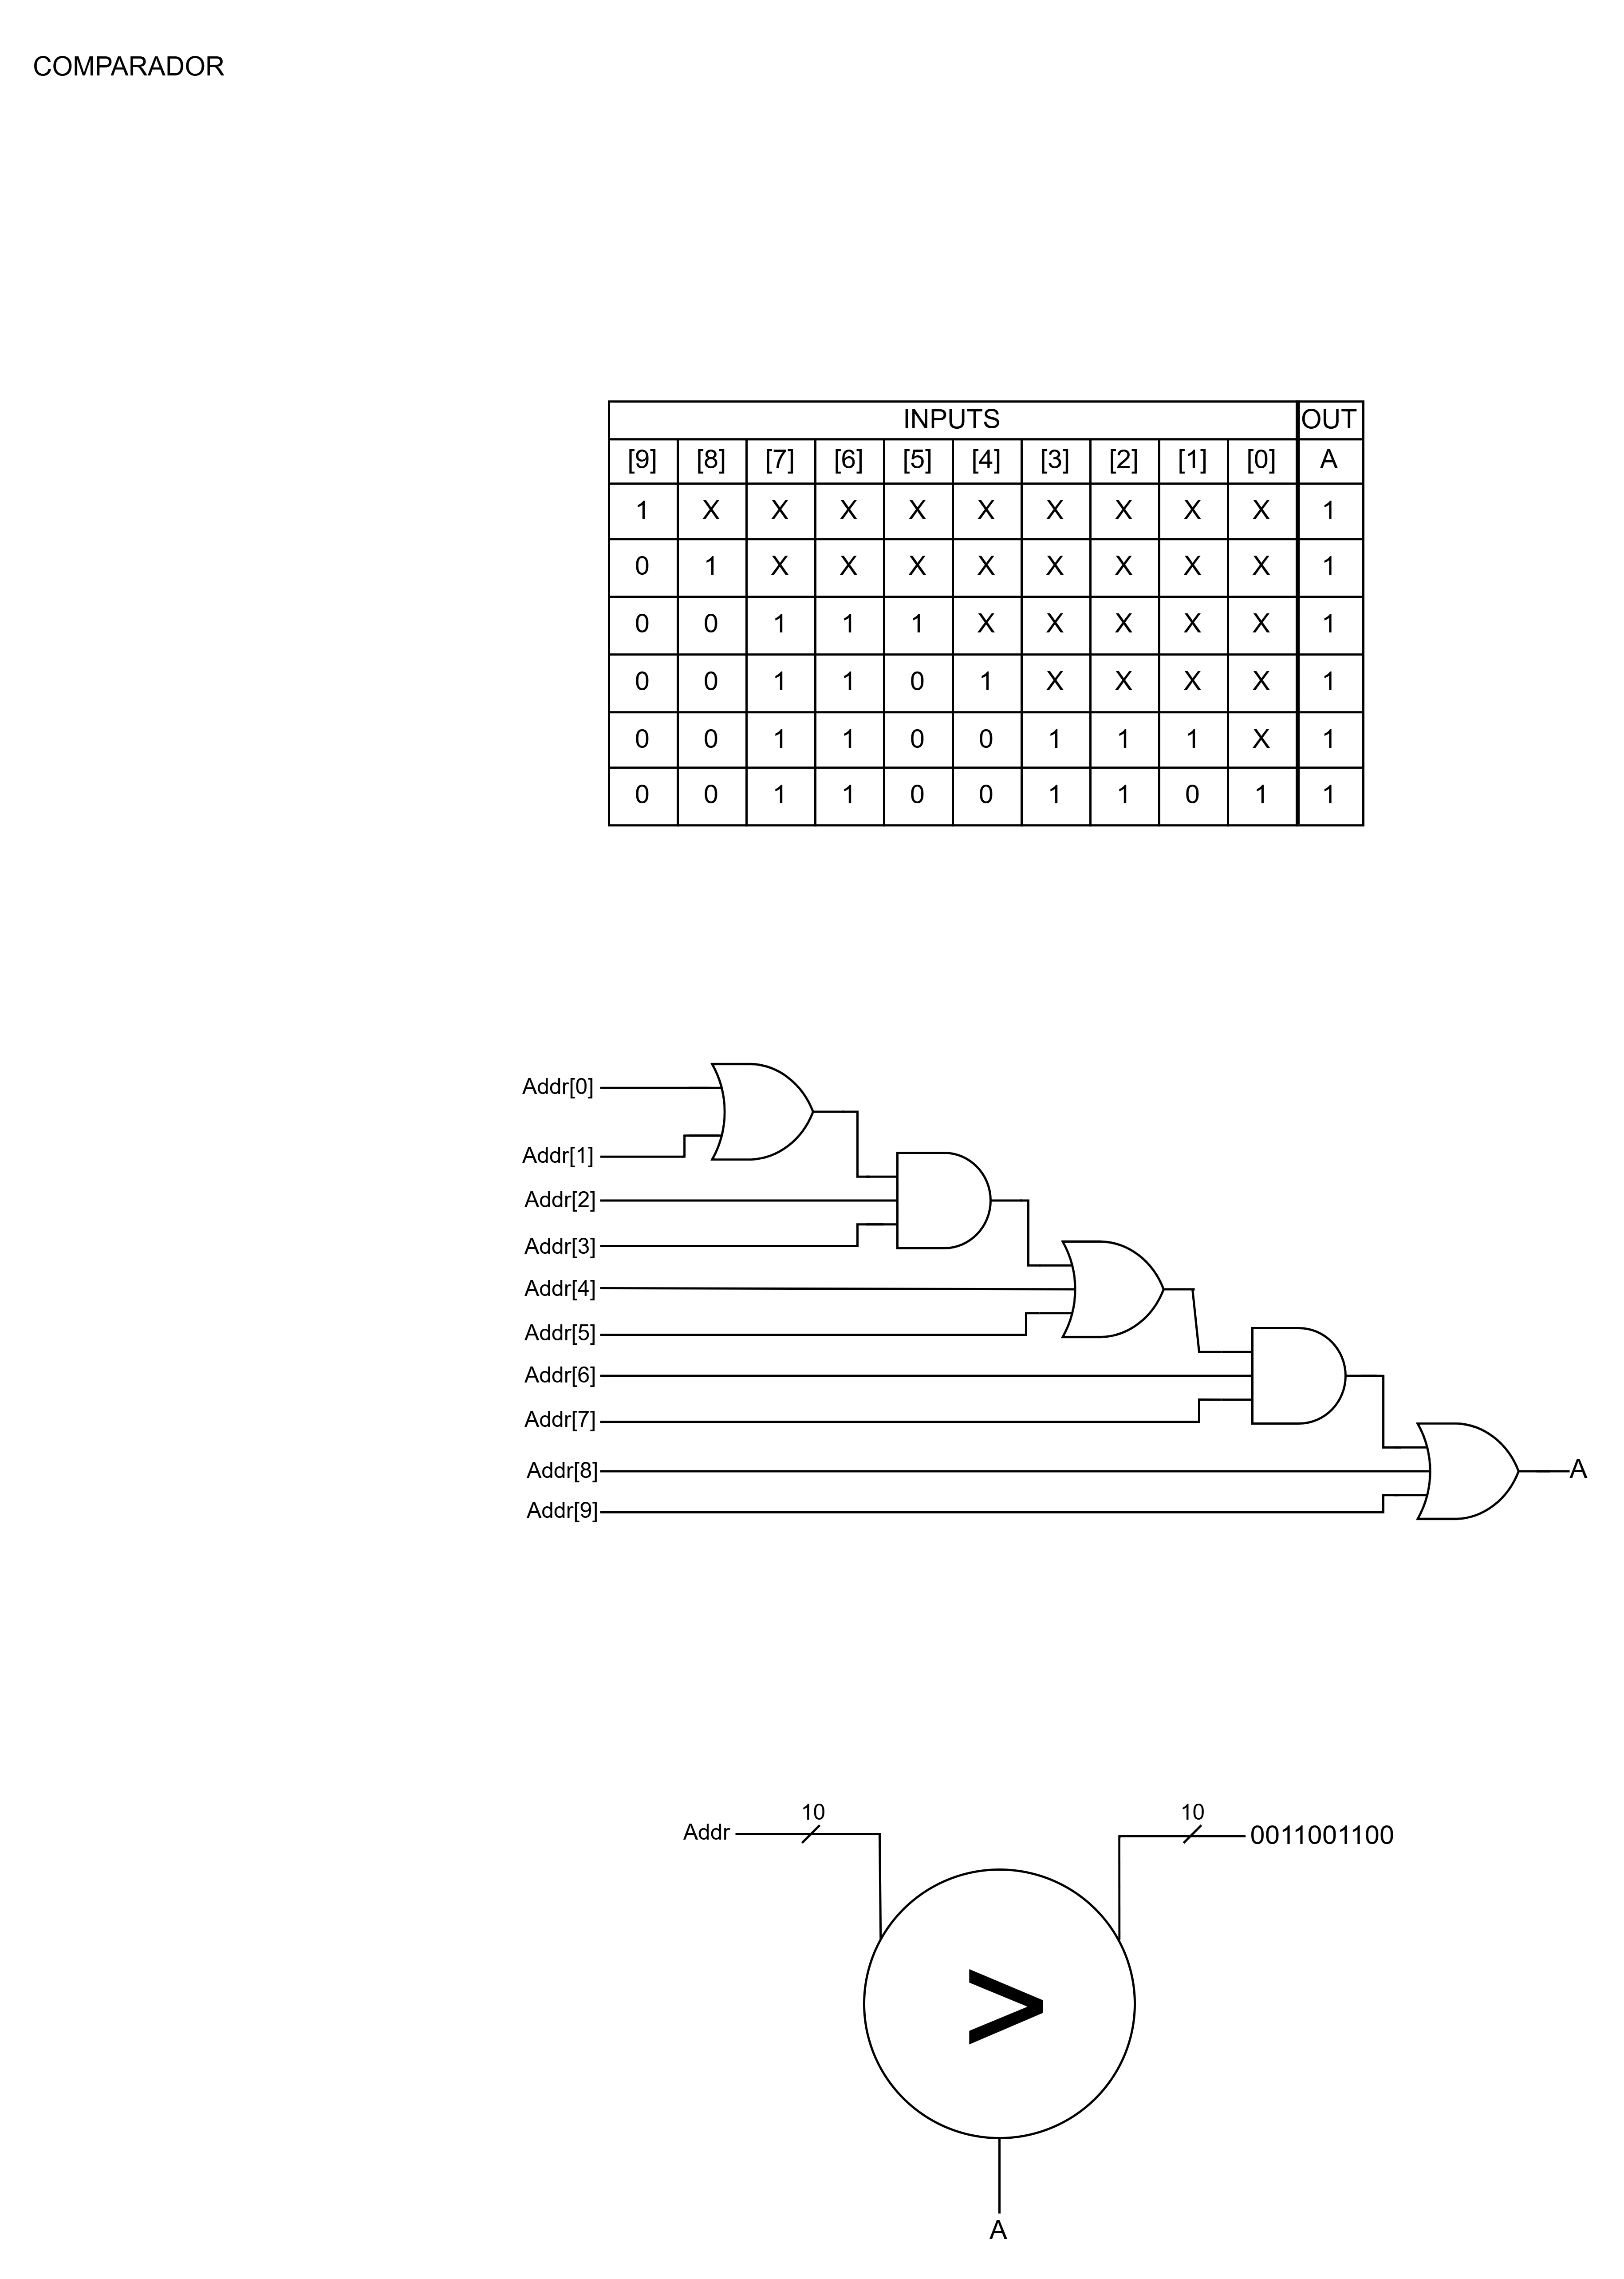 COMPARADOR
INPUTS OUT
[9] [8] [7] [6] [5] [4] [3] [2] [1] [0] A
1 X X X X X X X X X 1
0 1 X X X X X X X X 1
0 0 1 1 1 X X X X X 1
0 0 1 1 0 1 X X X X 1
0 0 1 1 0 0 1 1 1 X 1
0 0 1 1 0 0 1 1 0 1 1
Addr[0]
Addr[1]
Addr[2]
Addr[3]
Addr[4]
Addr[5]
Addr[6]
Addr[7]
Addr[8] A
Addr[9]
10 10
Addr 0011001100
>
A